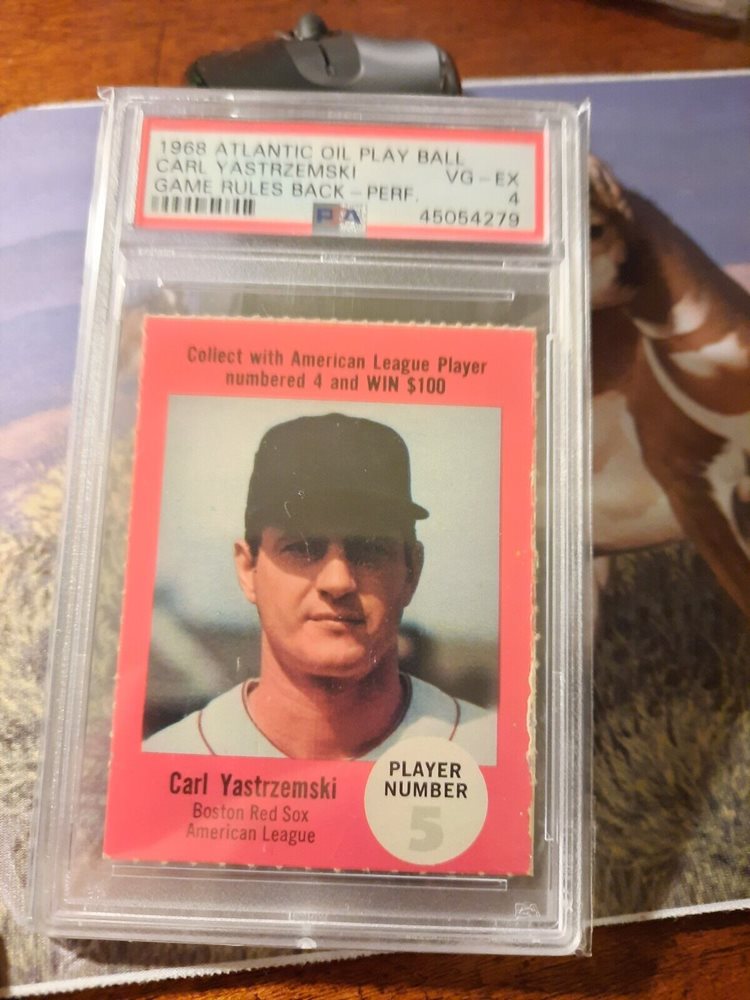 1968 ATLANTIC OIL PLAY BALL
CARL YASTRZEMSKI VG - EX
GAME RULES BACK-PERF. 4
PSA 45054279
Collect with American League Player
numbered 4 and WIN $100
Carl Yastrzemski
Boston Red Sox
American League
PLAYER
NUMBER
5